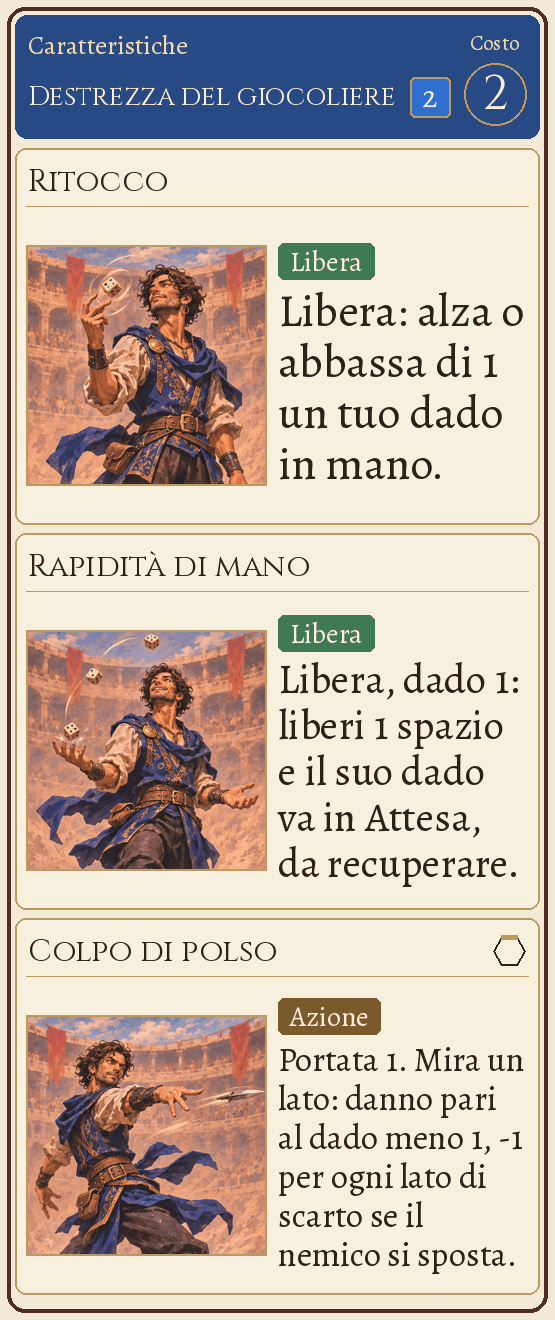 Caratteristiche
Costo
Destrezza del giocoliere 2 2
Ritocco
Libera
Libera: alza o
abbassa di 1
un tuo dado
in mano.
Rapidità di mano
Libera
Libera, dado 1:
liberi 1 spazio
e il suo dado
va in Attesa,
da recuperare.
Colpo di polso
Azione
Portata 1. Mira un
lato: danno pari
al dado meno 1, -1
per ogni lato di
scarto se il
nemico si sposta.